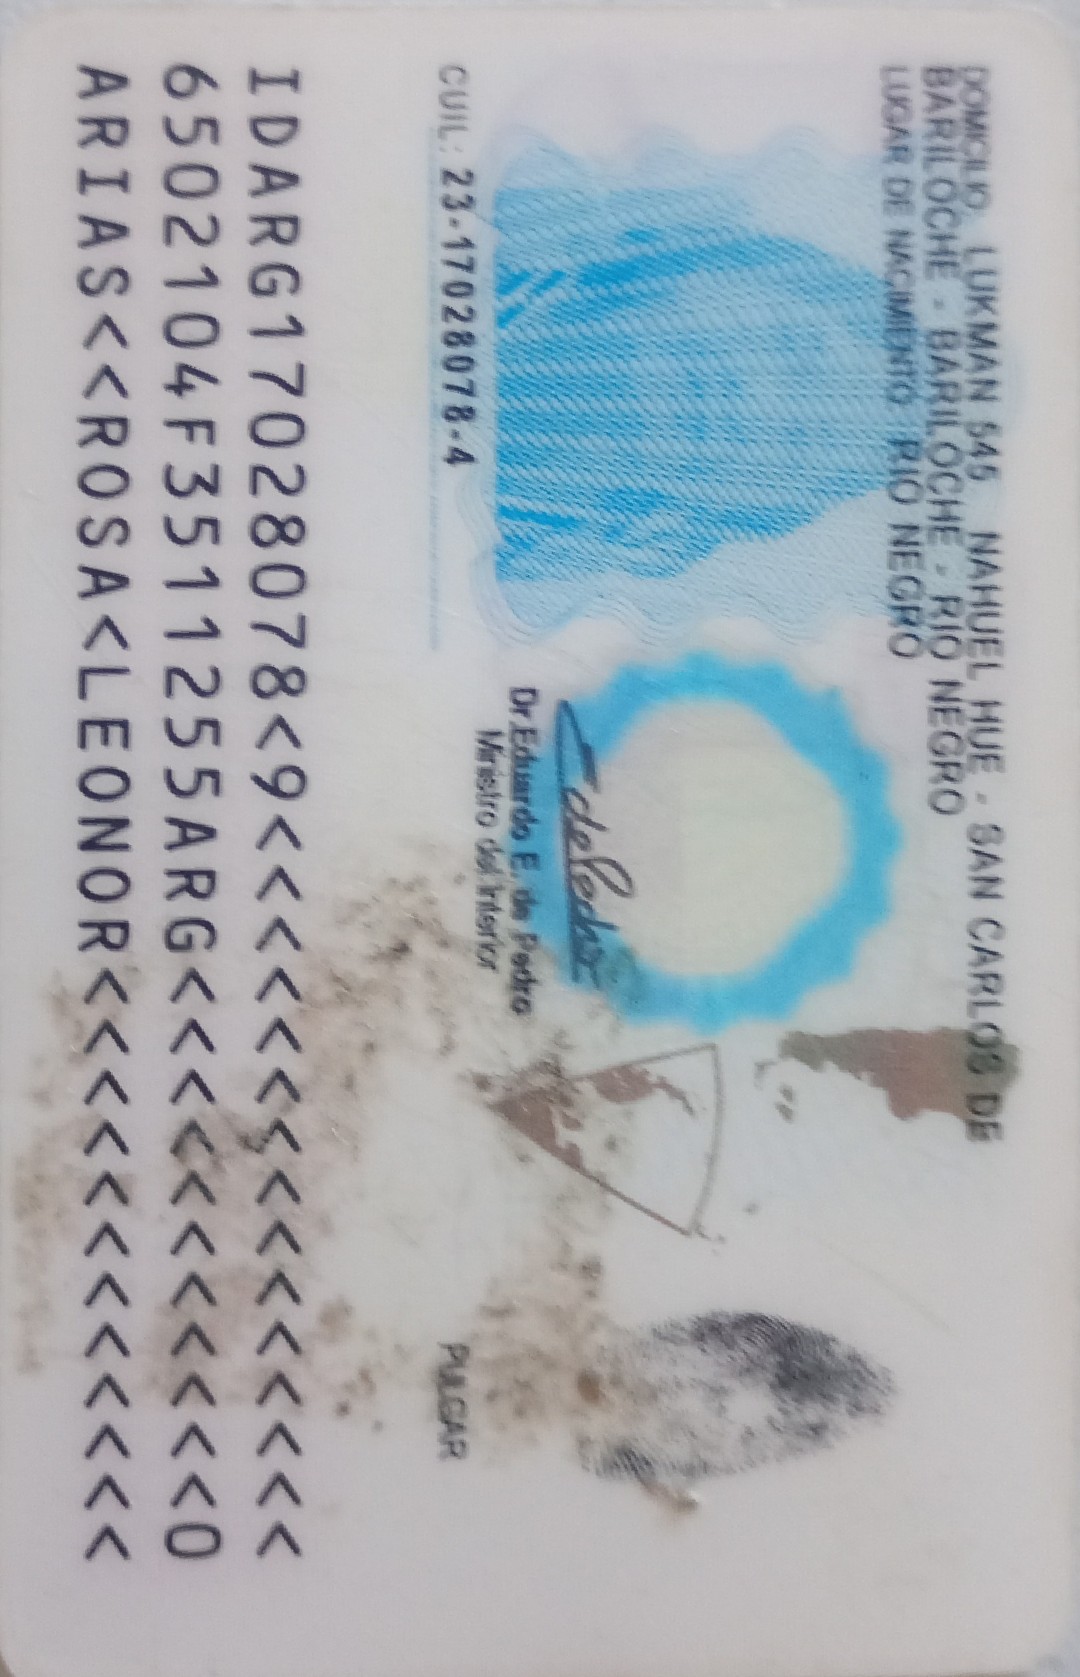 DOMICILIO: LUKMAN 545 NAHUEL HUE - SAN CARLOS DE
BARILOCHE - BARILOCHE - RIO NEGRO
LUGAR DE NACIMIENTO: RIO NEGRO
Dr. Eduardo E. de Pedro
Ministro del Interior
CUIL: 23-17028078-4
PULGAR
IDARG17028078<9<<<<<<<<<<<<<<<
6502104F3511255ARG<<<<<<<<<<<0
ARIAS<<ROSA<LEONOR<<<<<<<<<<<<